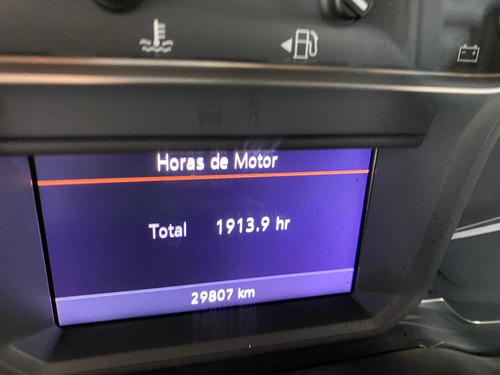 Horas de Motor
Total 1913.9 hr
29807 km